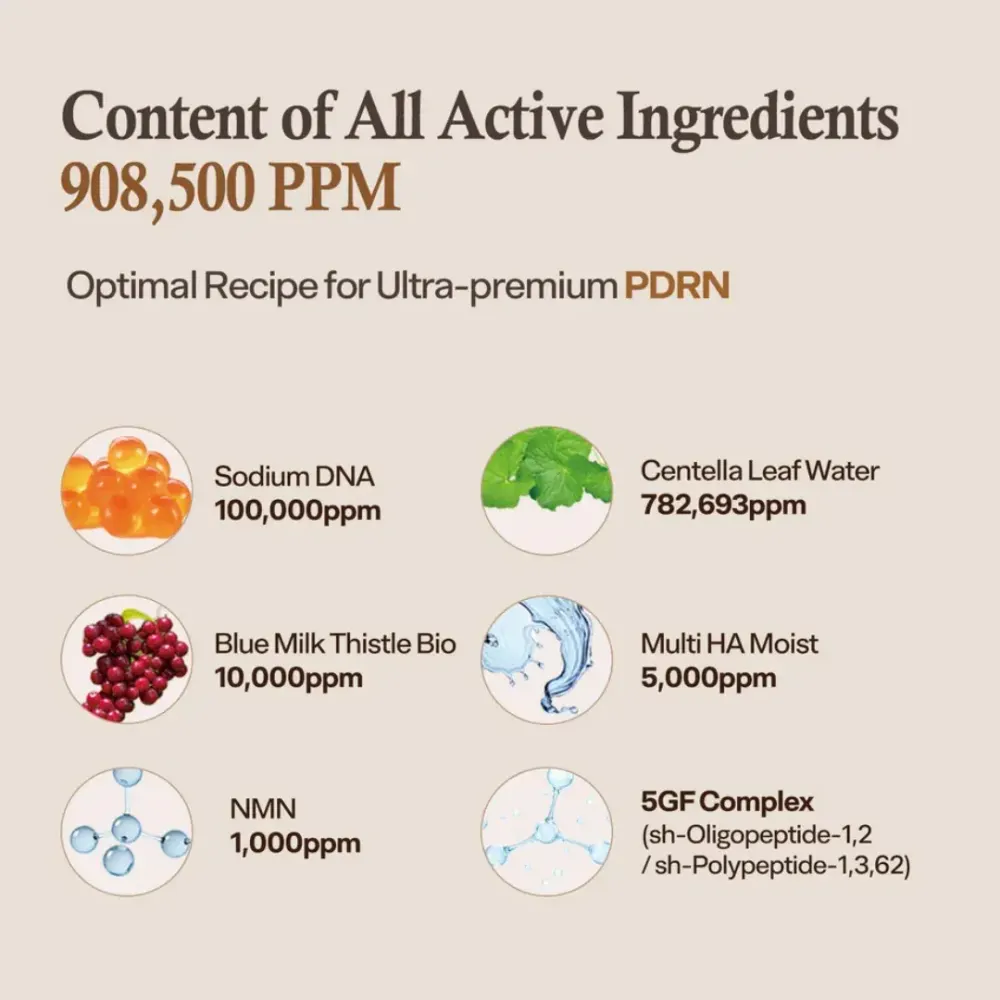 Content of All Active Ingredients
908,500 PPM
Optimal Recipe for Ultra-premium PDRN
Sodium DNA
100,000ppm
Centella Leaf Water
782,693ppm
Blue Milk Thistle Bio
10,000ppm
Multi HA Moist
5,000ppm
NMN
1,000ppm
5GF Complex
(sh-Oligopeptide-1,2
/ sh-Polypeptide-1,3,62)